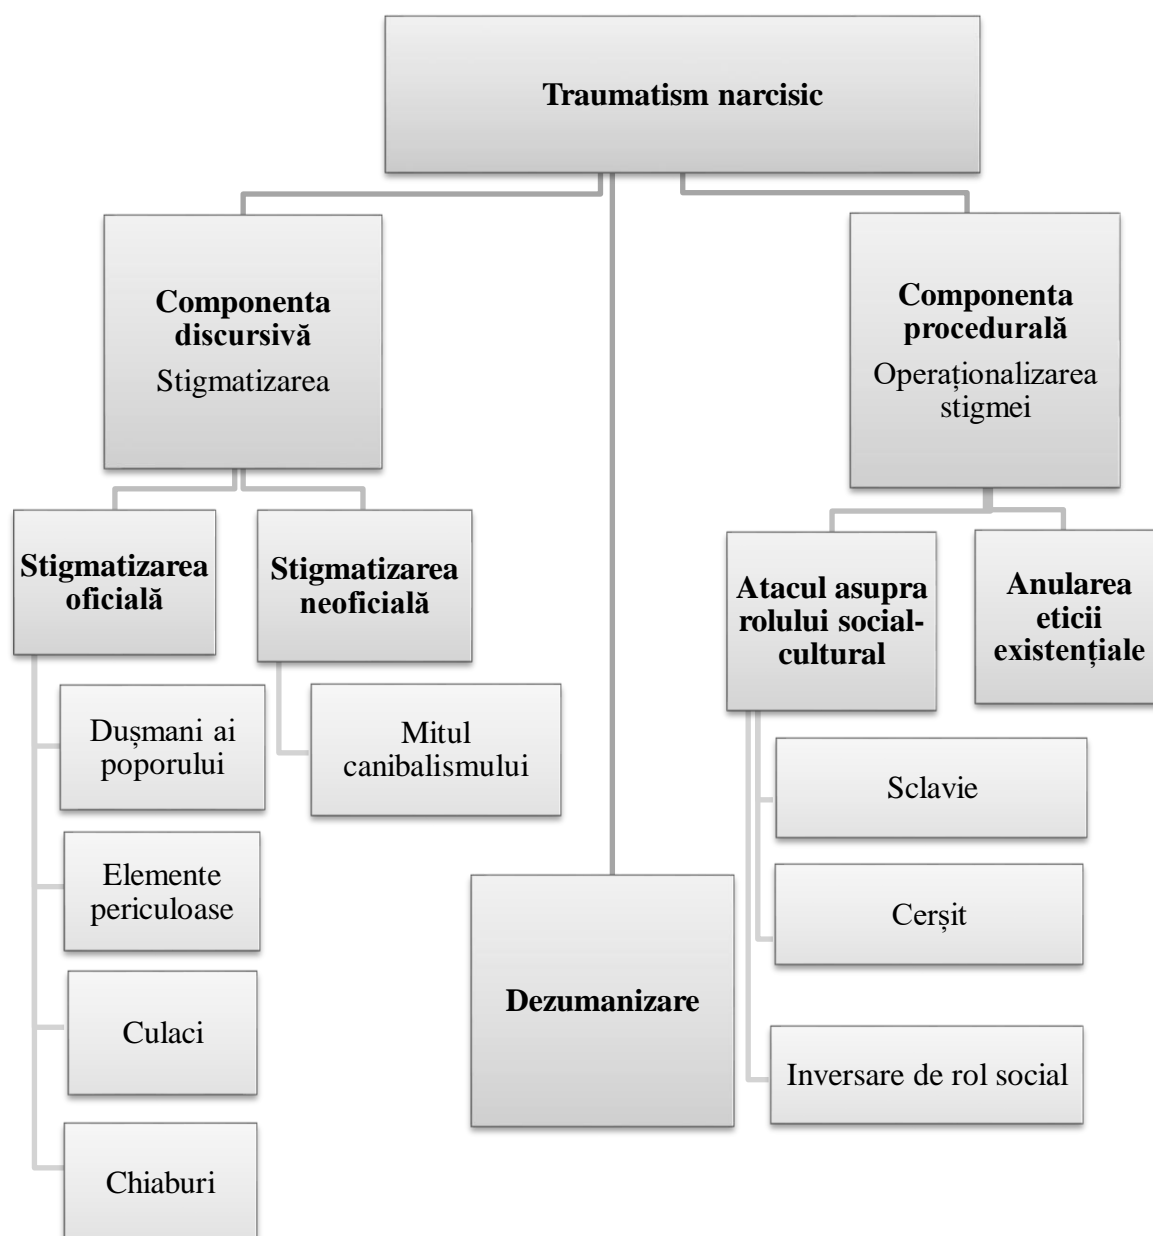 Traumatism narcisic
Componenta
discursivă
Stigmatizarea
Componenta
procedurală
Operaționalizarea
stigmei
Stigmatizarea
oficială
Stigmatizarea
neoficială
Atacul asupra
rolului social-
cultural
Anularea
eticii
existențiale
Dușmani ai
poporului
Mitul
canibalismului
Sclavie
Elemente
periculoase
Cerșit
Dezumanizare
Culaci
Inversare de rol social
Chiaburi